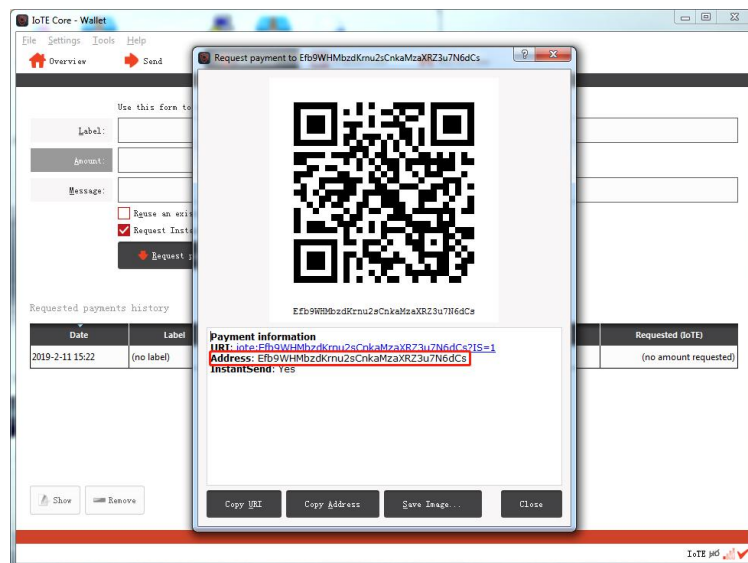 IoTE Core - Wallet
File Settings Tools Help
Overview
Send
Use this form to
Label:
Amount:
Message:
Reuse an exis
Request Insta
Request p
Requested payments history
Date Label Requested (IoTE)
2019-2-11 15:22 (no label) (no amount requested)
Show Remove
Request payment to Efb9WHMbzdKrnu2sCnkaMzaXRZ3u7N6dCs
Efb9WHMbzdKrnu2sCnkaMzaXRZ3u7N6dCs
Payment information
URI: iote:Efb9WHMbzdKrnu2sCnkaMzaXRZ3u7N6dCs?IS=1
Address: Efb9WHMbzdKrnu2sCnkaMzaXRZ3u7N6dCs
InstantSend: Yes
Copy URI Copy Address Save Image... Close
IoTE